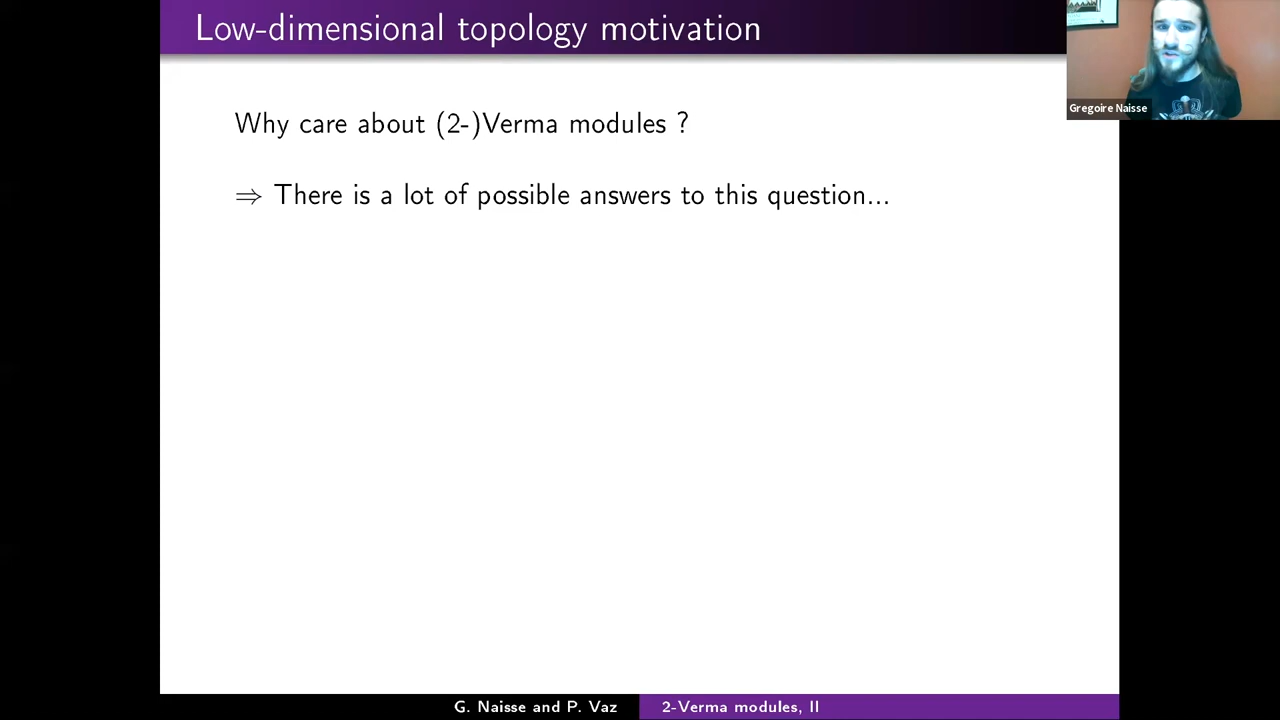 Low-dimensional topology motivation
Gregoire Naisse
Why care about (2-)Verma modules ?
⇒ There is a lot of possible answers to this question...
G. Naisse and P. Vaz
2-Verma modules, II